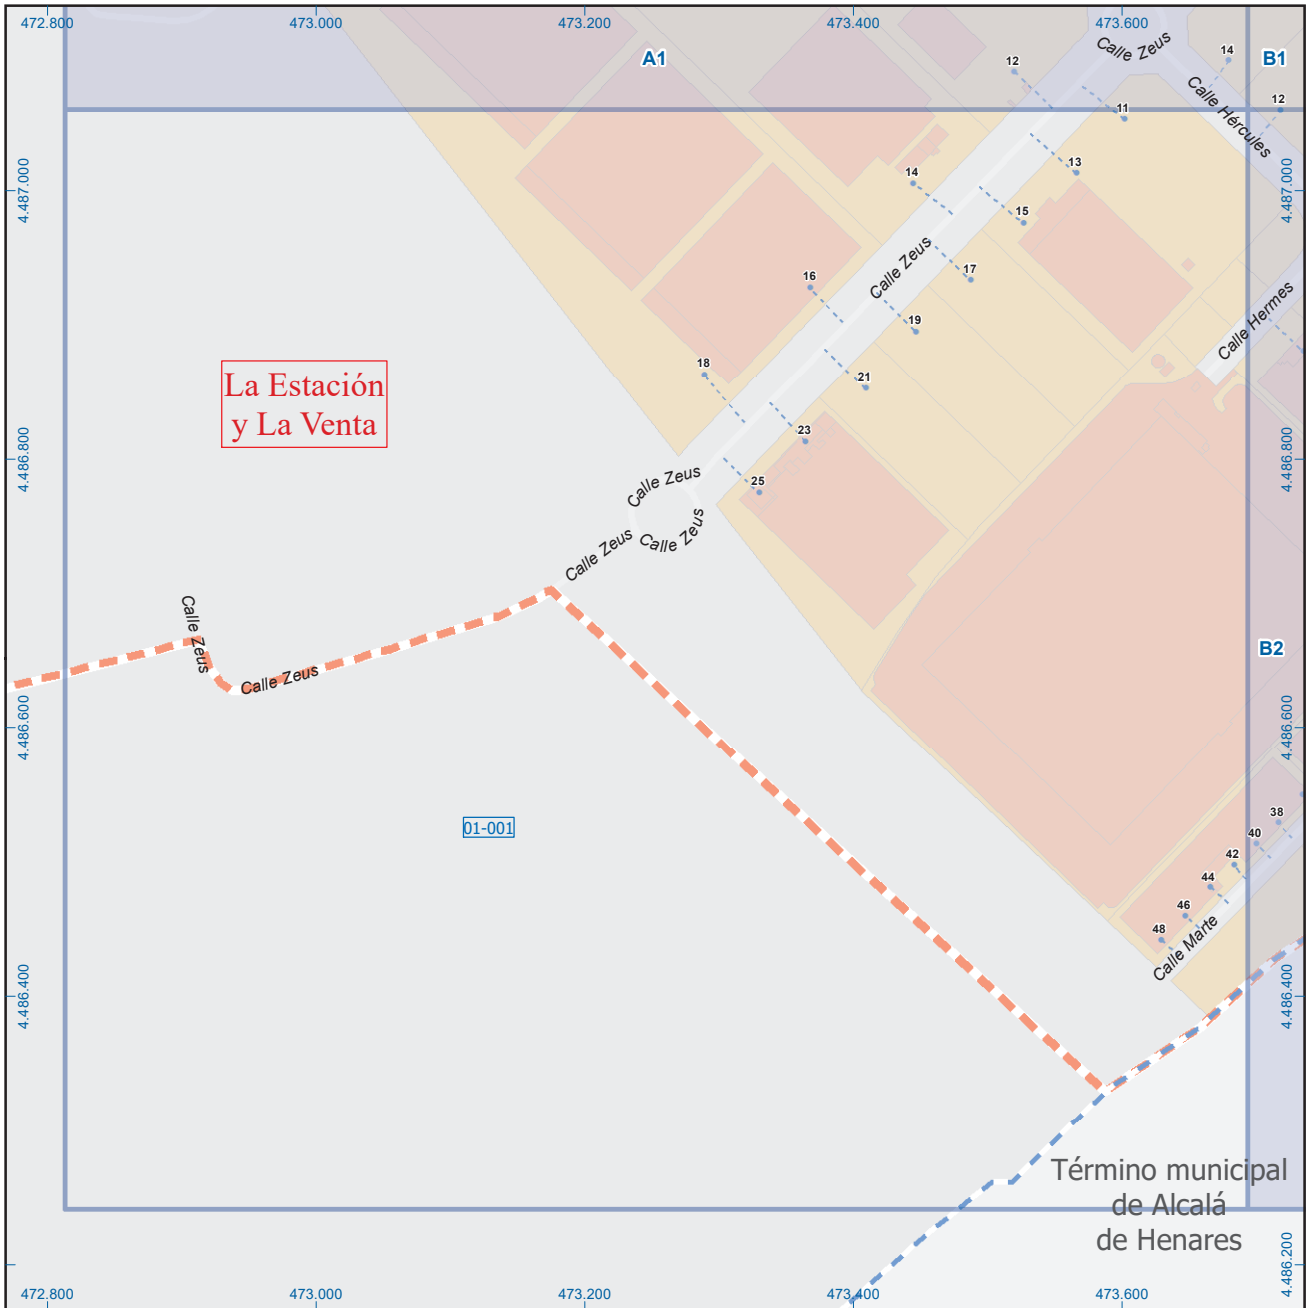 472.800
473.000
473.200
473.400
473.600
A1
B1
Calle Zeus
12
14
11
12
Calle Hércules
13
4.487.000
14
4.487.000
15
Calle Zeus
16
17
19
Calle Hermes
18
21
La Estación
y La Venta
23
4.486.800
Calle Zeus
25
4.486.800
Calle Zeus
Calle Zeus
Calle Zeus
B2
Calle Zeus
4.486.600
4.486.600
01-001
38
40
42
44
46
48
Calle Marte
4.486.400
4.486.400
Término municipal
de Alcalá
de Henares
4.486.200
472.800
473.000
473.200
473.400
473.600